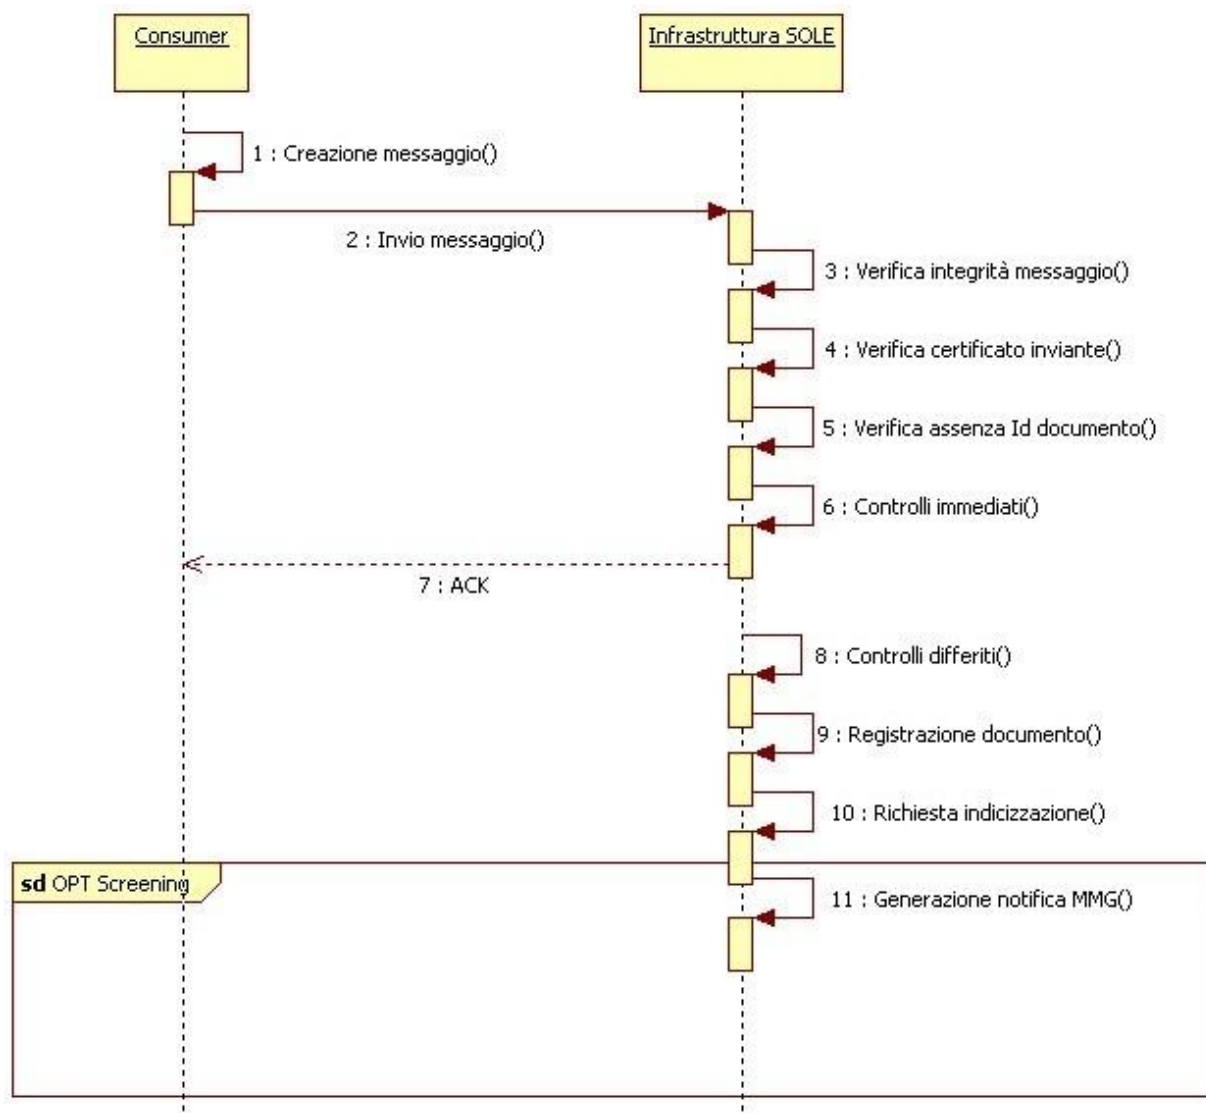 Consumer
Infrastruttura SOLE
1 : Creazione messaggio()
2 : Invio messaggio()
3 : Verifica integrità messaggio()
4 : Verifica certificato inviante()
5 : Verifica assenza Id documento()
6 : Controlli immediati()
7 : ACK
8 : Controlli differiti()
9 : Registrazione documento()
10 : Richiesta indicizzazione()
sd OPT Screening
11 : Generazione notifica MMG()